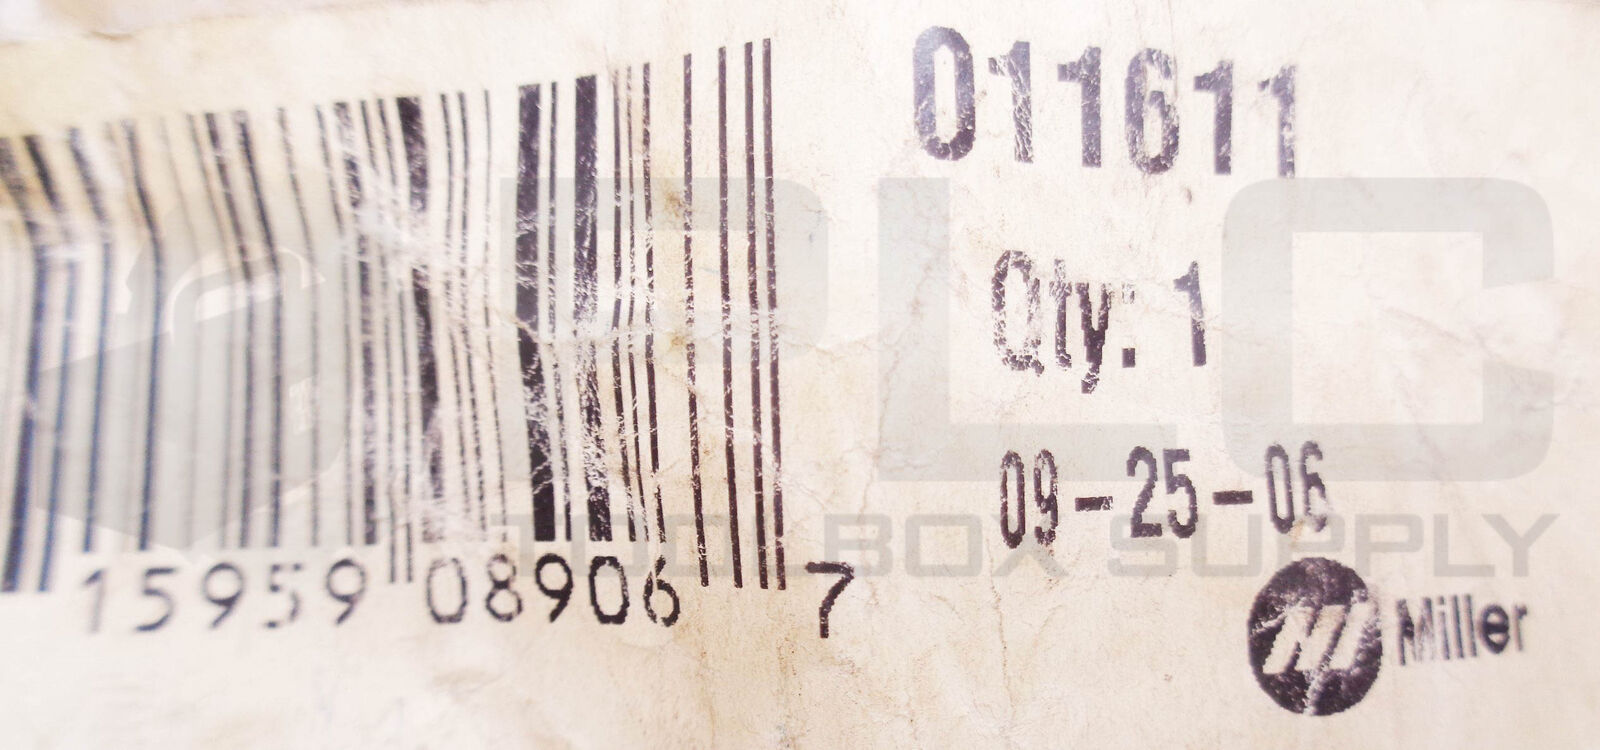 011611
Qty: 1
09-25-06
15959 08906 7
Miller
PLC
TOOL BOX SUPPLY